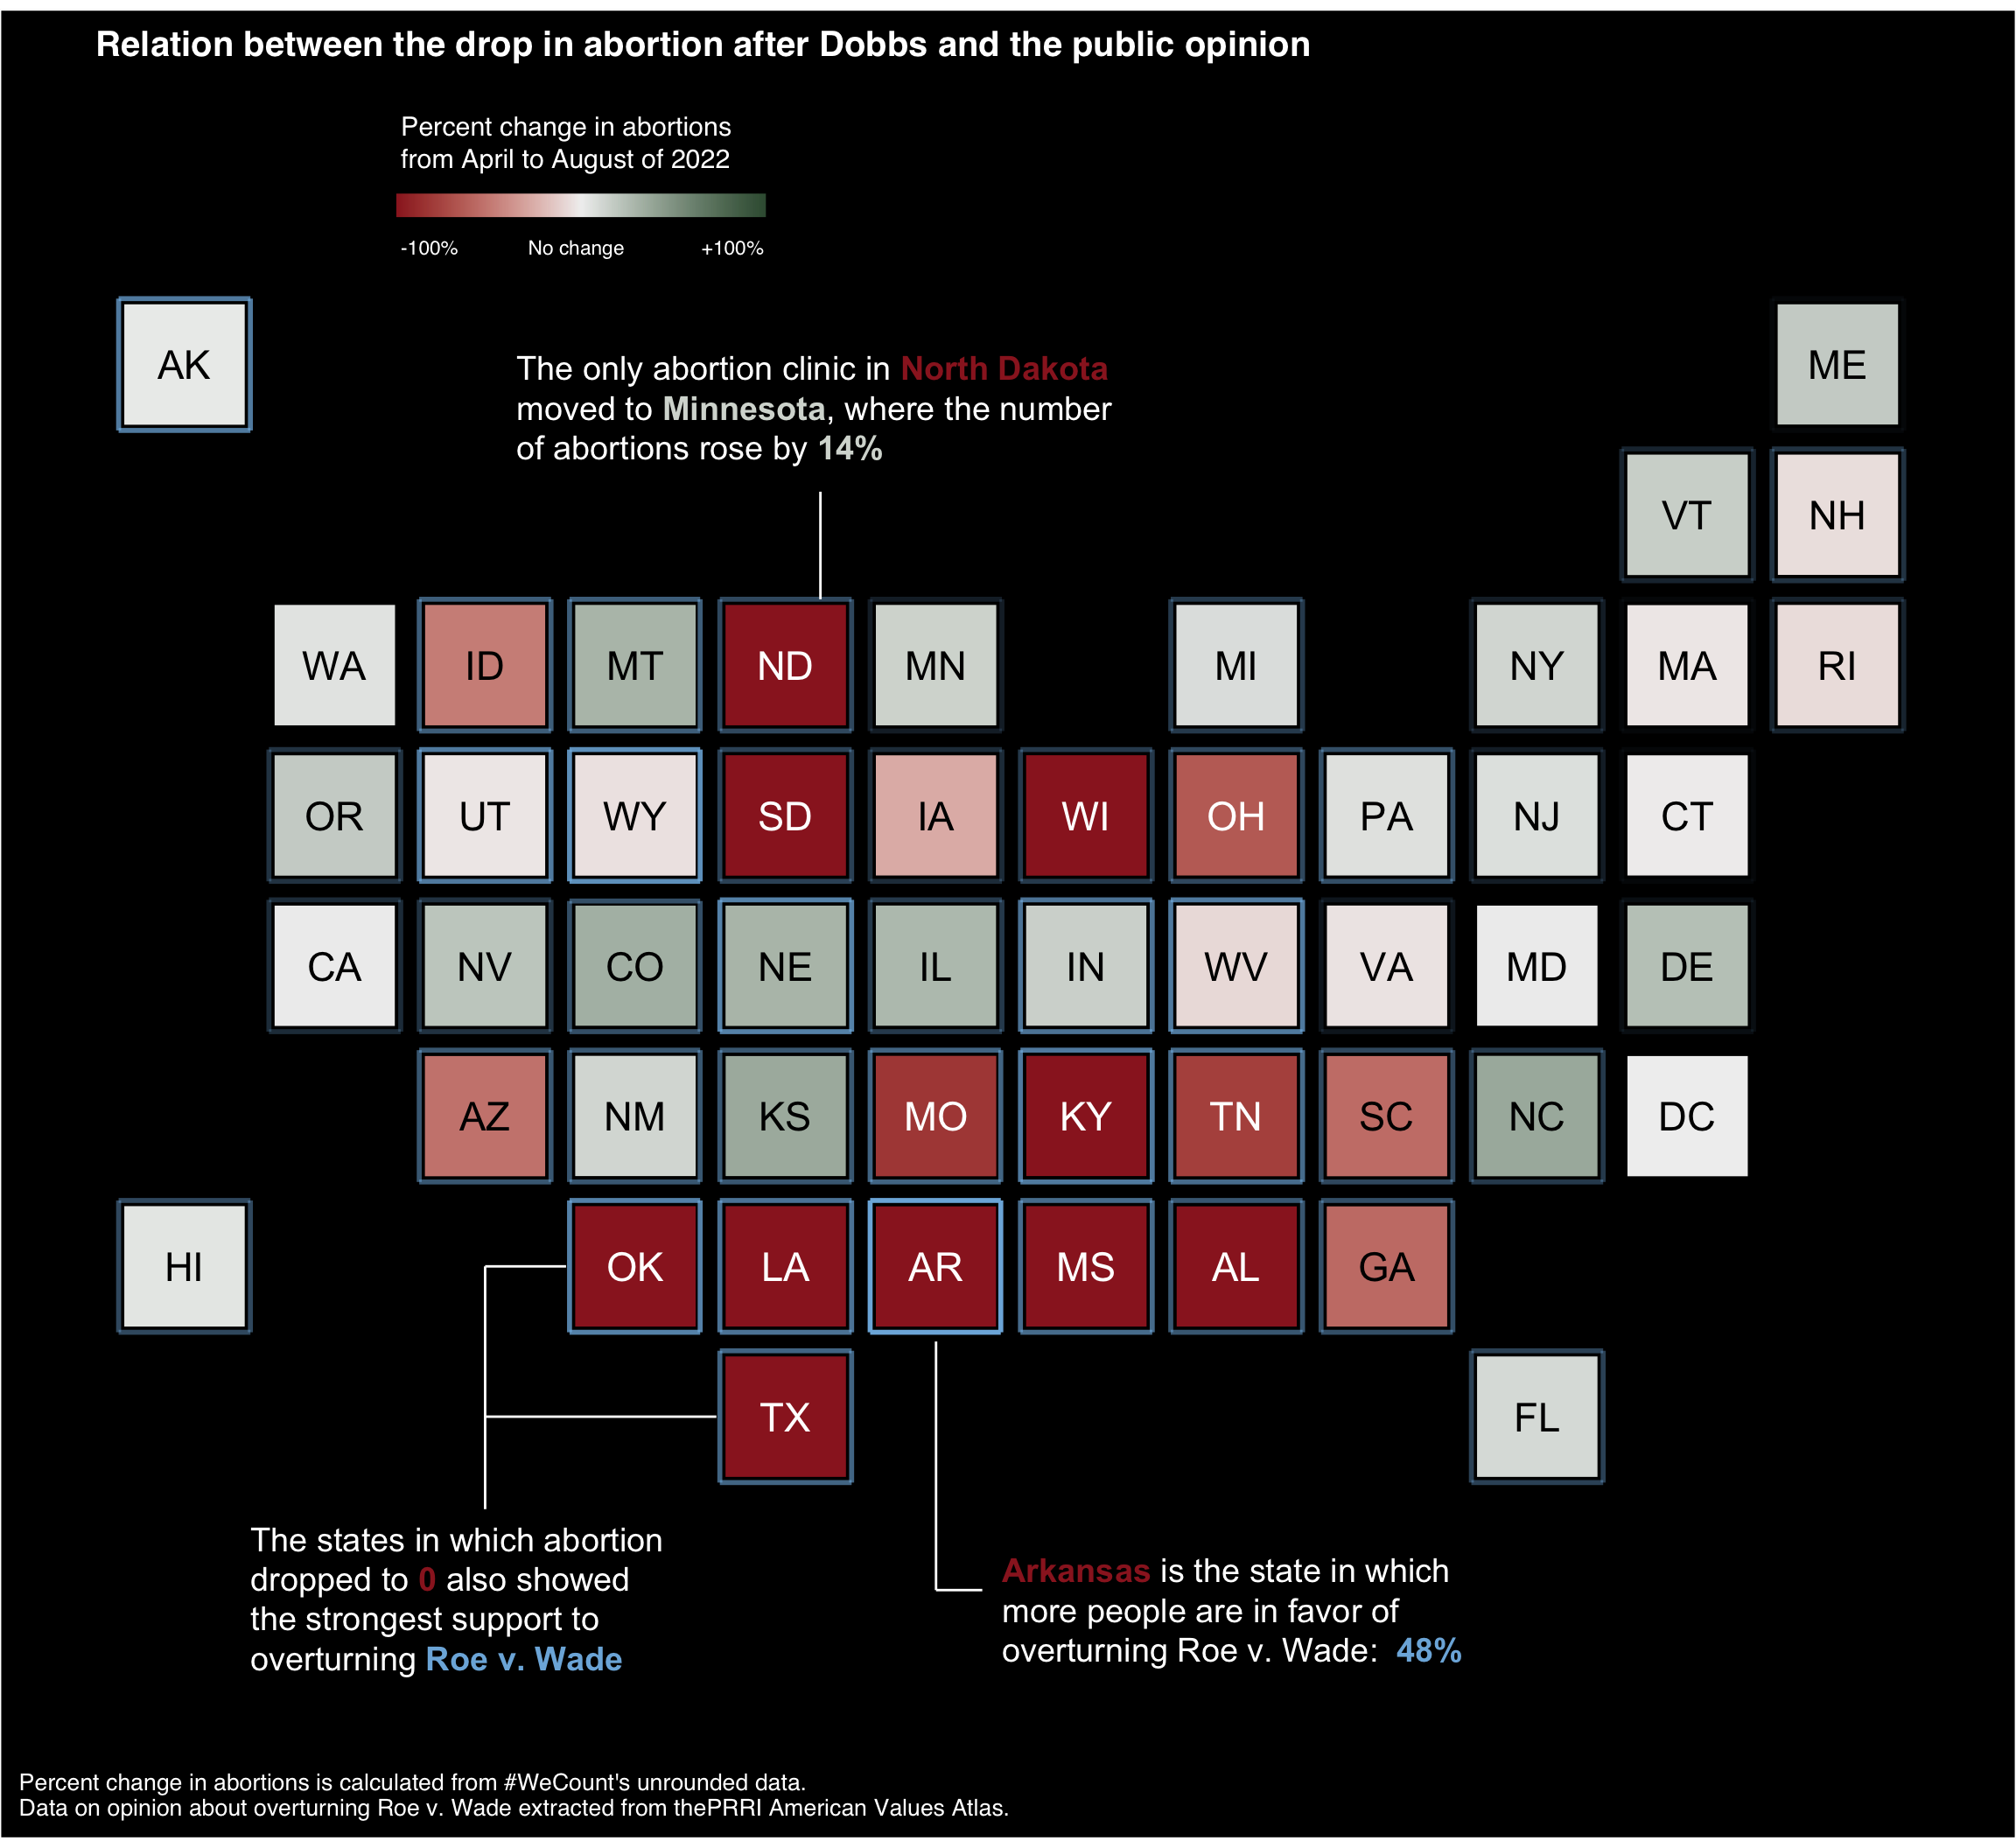 Relation between the drop in abortion after Dobbs and the public opinion
Percent change in abortions
from April to August of 2022
-100% No change +100%
The only abortion clinic in North Dakota
moved to Minnesota, where the number
of abortions rose by 14%
AK ME
VT NH
WA ID MT ND MN MI NY MA RI
OR UT WY SD IA WI OH PA NJ CT
CA NV CO NE IL IN WV VA MD DE
AZ NM KS MO KY TN SC NC DC
HI OK LA AR MS AL GA
TX FL
The states in which abortion
dropped to 0 also showed
the strongest support to
overturning Roe v. Wade
Arkansas is the state in which
more people are in favor of
overturning Roe v. Wade: 48%
Percent change in abortions is calculated from #WeCount's unrounded data.
Data on opinion about overturning Roe v. Wade extracted from thePRRI American Values Atlas.